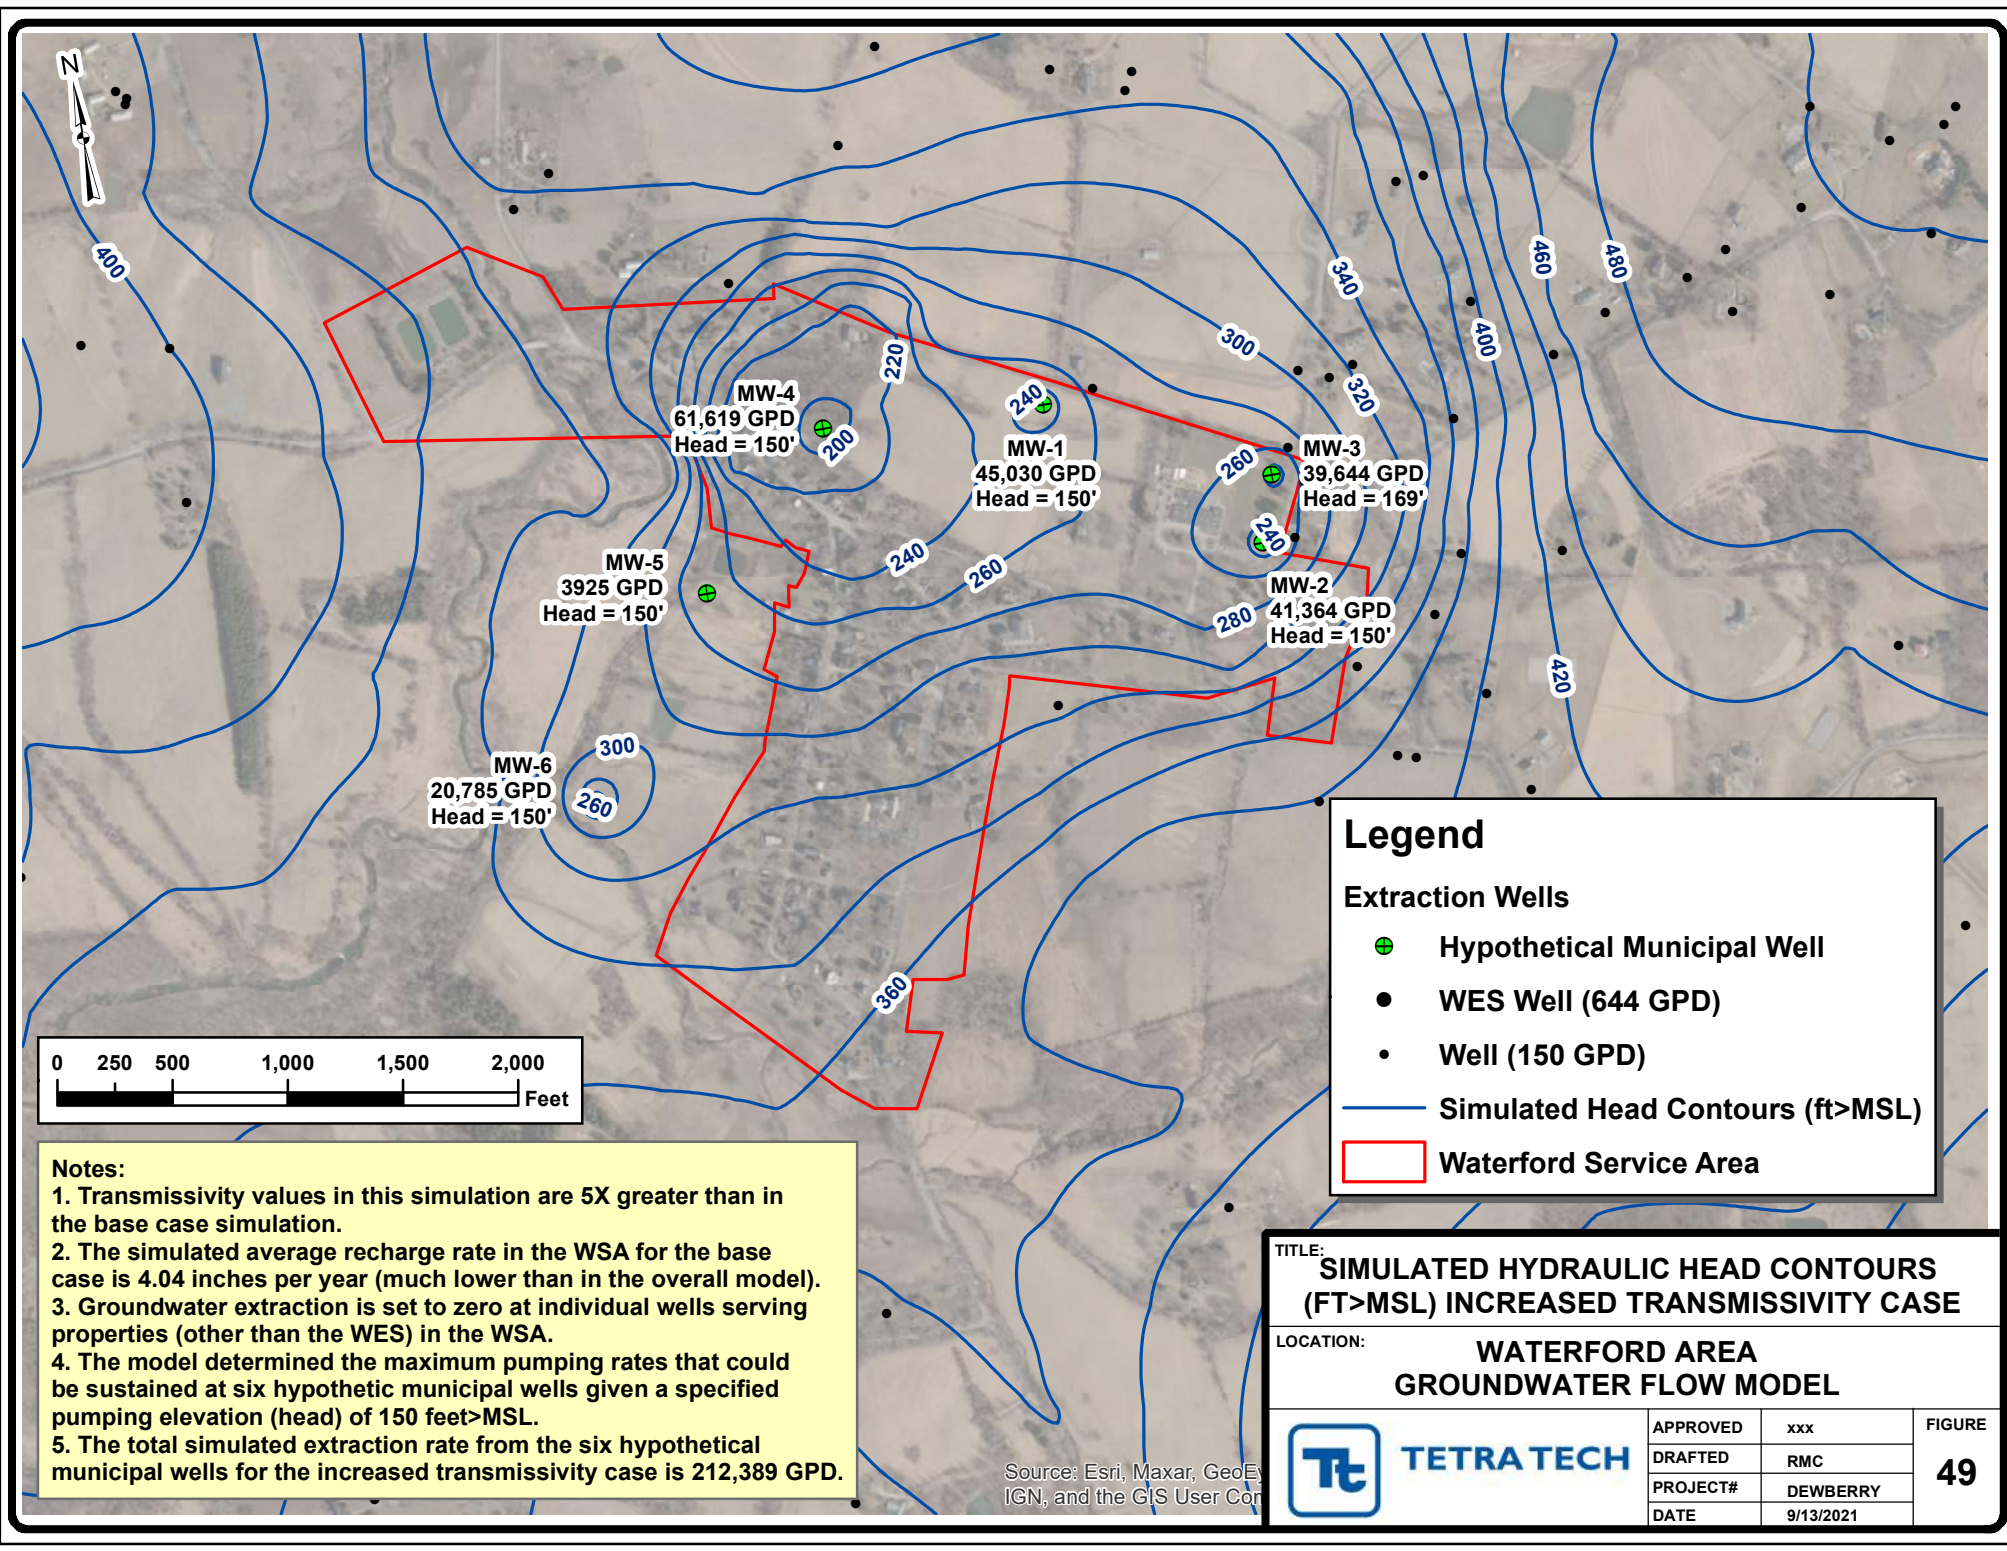 N
400
460
480
340
300
400
320
220
MW-4
61,619 GPD
Head = 150'
200
240
MW-1
45,030 GPD
Head = 150'
260
MW-3
39,644 GPD
Head = 169'
240
MW-2
41,364 GPD
Head = 150'
240
260
280
420
MW-5
3925 GPD
Head = 150'
300
MW-6
20,785 GPD
Head = 150'
260
360
Legend
Extraction Wells
Hypothetical Municipal Well
WES Well (644 GPD)
Well (150 GPD)
Simulated Head Contours (ft>MSL)
Waterford Service Area
0 250 500 1,000 1,500 2,000
Feet
Notes:
1. Transmissivity values in this simulation are 5X greater than in
the base case simulation.
2. The simulated average recharge rate in the WSA for the base
case is 4.04 inches per year (much lower than in the overall model).
3. Groundwater extraction is set to zero at individual wells serving
properties (other than the WES) in the WSA.
4. The model determined the maximum pumping rates that could
be sustained at six hypothetic municipal wells given a specified
pumping elevation (head) of 150 feet>MSL.
5. The total simulated extraction rate from the six hypothetical
municipal wells for the increased transmissivity case is 212,389 GPD.
Source: Esri, Maxar, GeoEy
IGN, and the GIS User Con
TITLE:
SIMULATED HYDRAULIC HEAD CONTOURS
(FT>MSL) INCREASED TRANSMISSIVITY CASE
LOCATION:
WATERFORD AREA
GROUNDWATER FLOW MODEL
Tt
TETRA TECH
APPROVED xxx
DRAFTED RMC
PROJECT# DEWBERRY
DATE 9/13/2021
FIGURE
49